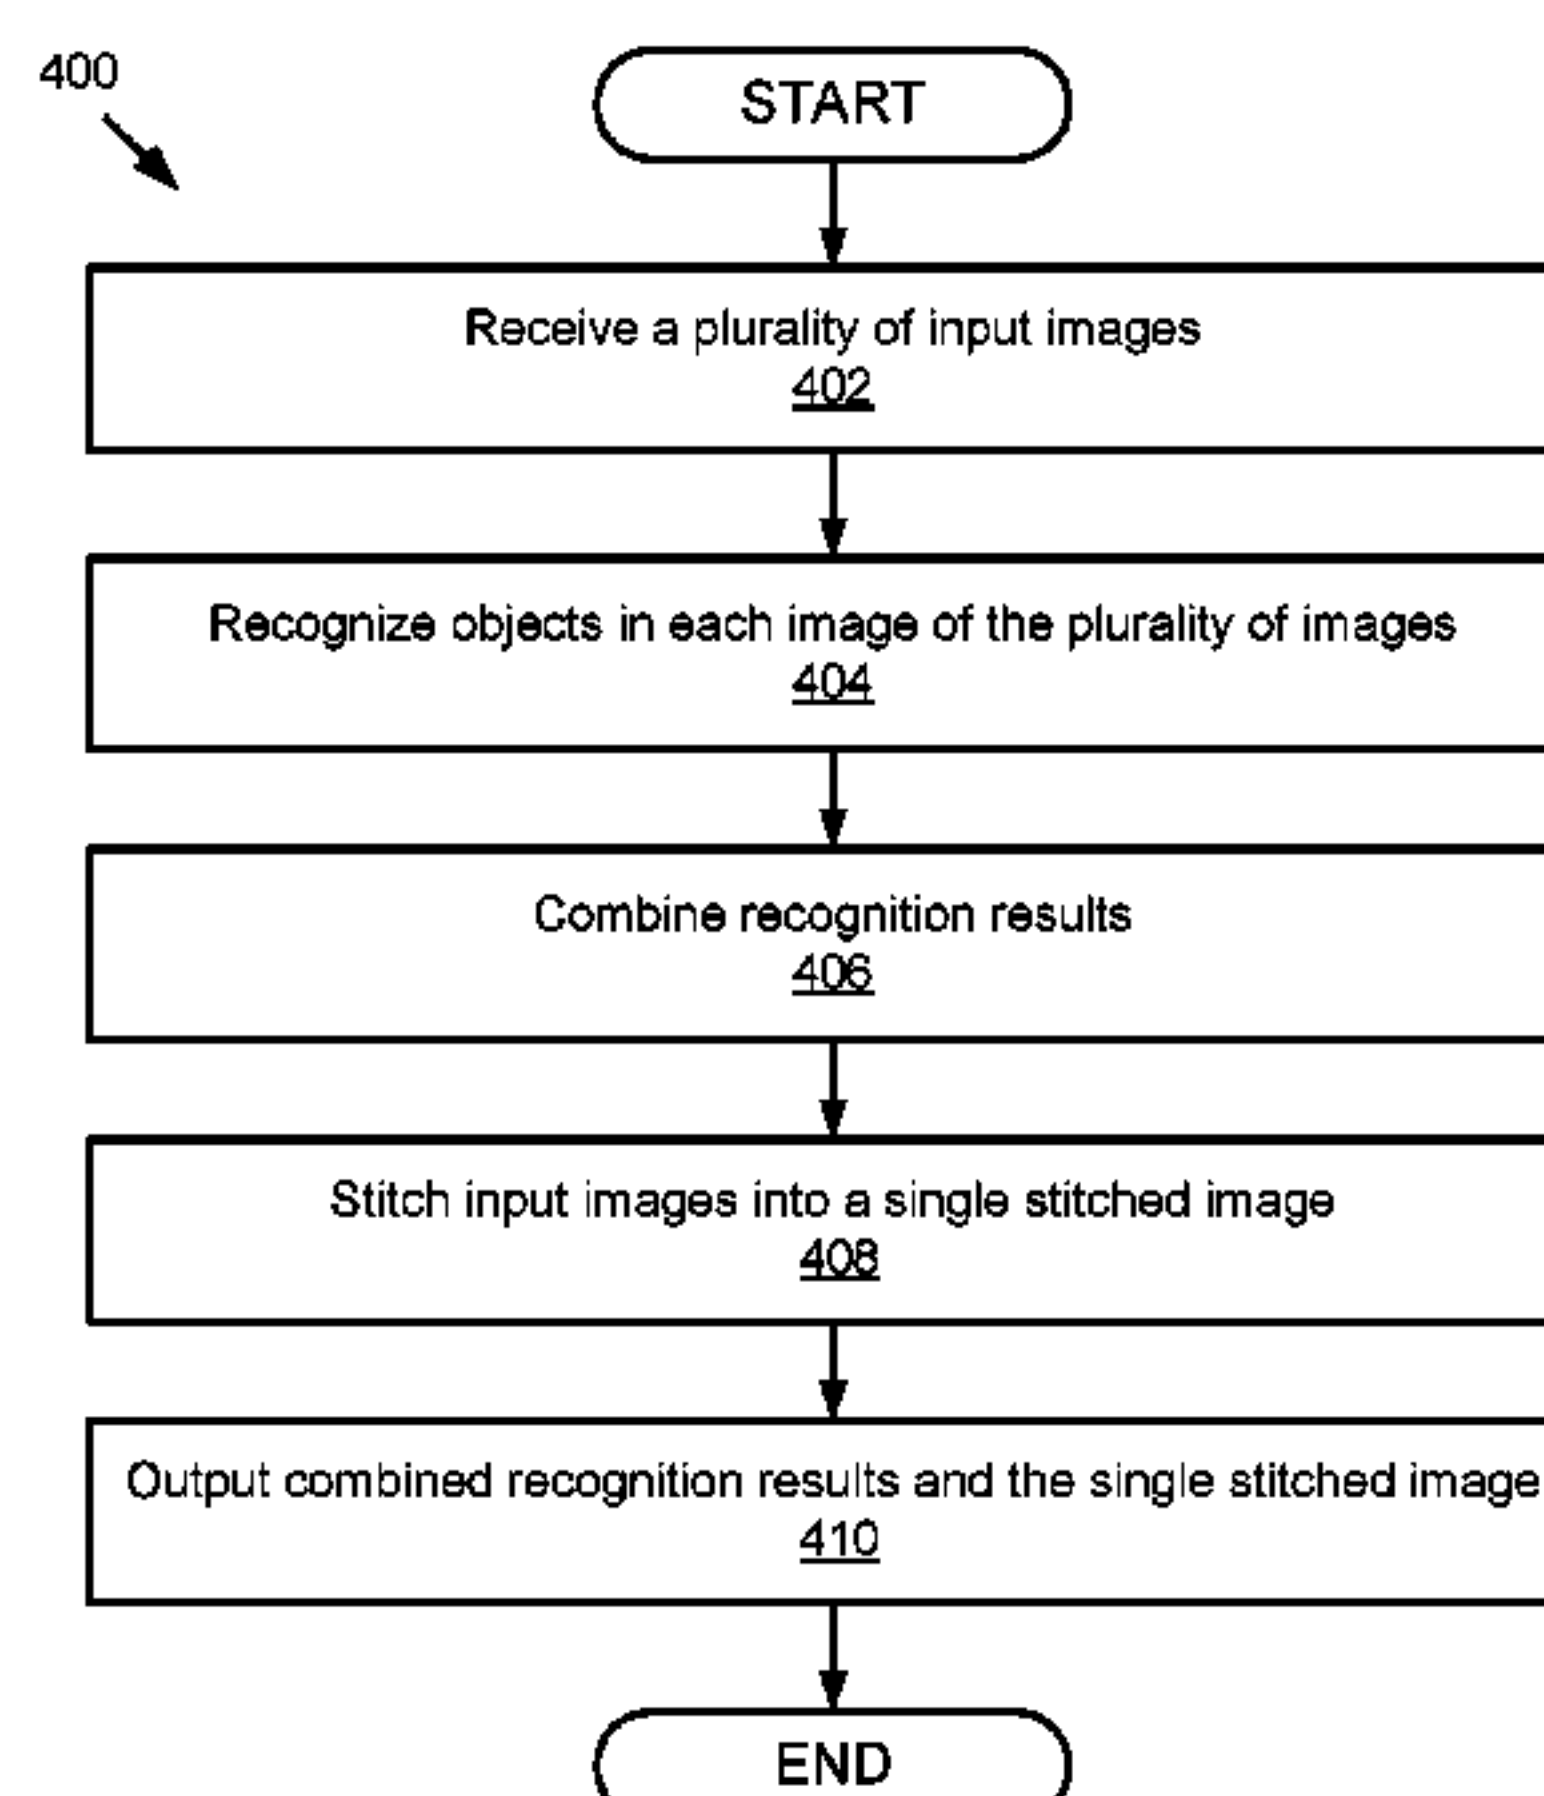 400
START
Receive a plurality of input images
402
Recognize objects in each image of the plurality of images
404
Combine recognition results
406
Stitch input images into a single stitched image
408
Output combined recognition results and the single stitched image
410
END